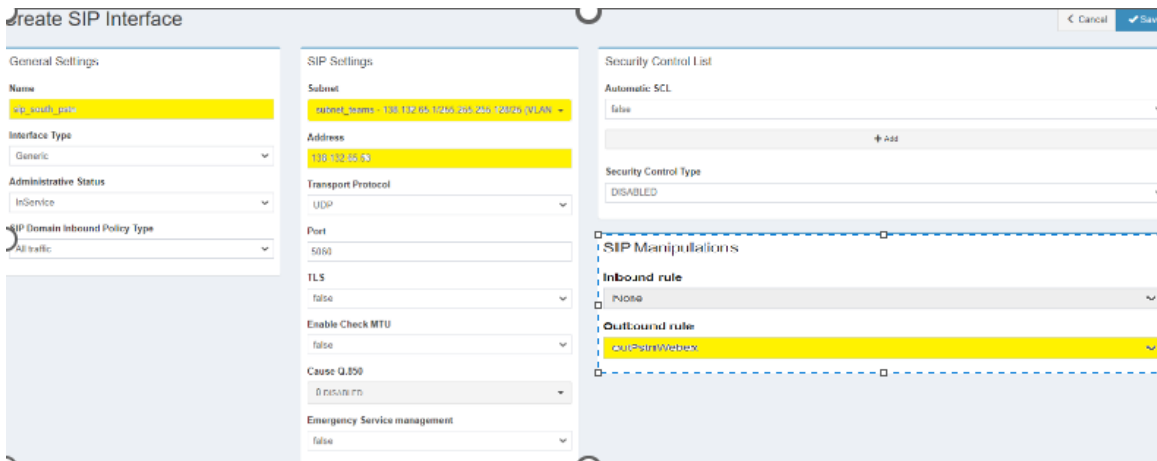 Create SIP Interface
Cancel
Save
General Settings
Name
sip_south_pstn
Interface Type
Generic
Administrative Status
InService
SIP Domain Inbound Policy Type
All traffic
SIP Settings
Subnet
subnet_teams - 138.132.65.1/255.255.255.128/25 (VLAN
Address
138.132.65.63
Transport Protocol
UDP
Port
5060
TLS
false
Enable Check MTU
false
Cause Q.850
0 DISABLED
Emergency Service management
false
Security Control List
Automatic SCL
false
+ Add
Security Control Type
DISABLED
SIP Manipulations
Inbound rule
None
Outbound rule
outPstnWebex